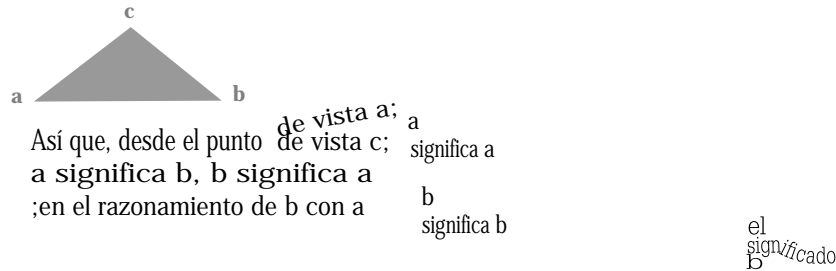 c
a
b
de vista a;
Así que, desde el punto de vista c;
a significa b, b significa a
;en el razonamiento de b con a
a
significa a
b
significa b
el
significado
b